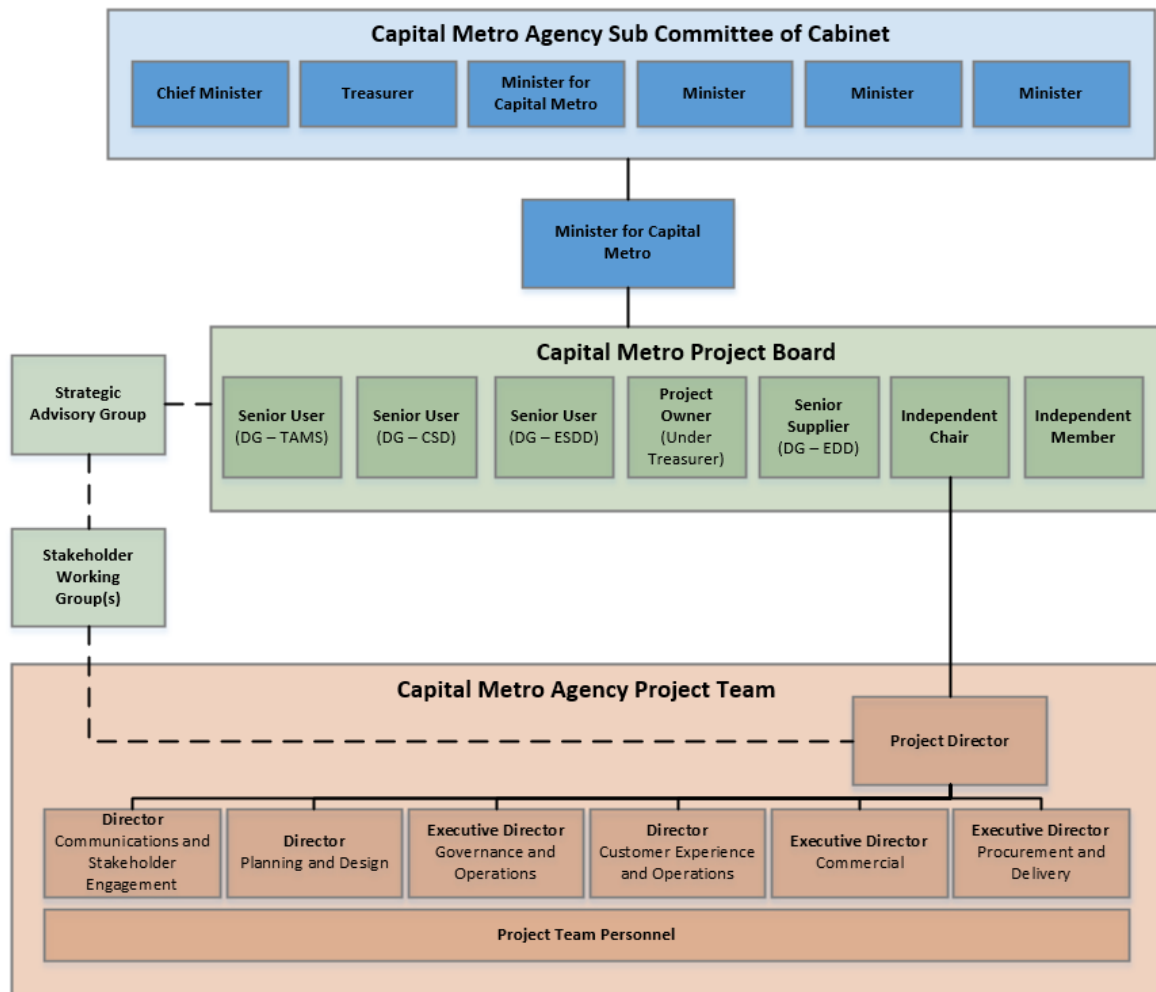 Capital Metro Agency Sub Committee of Cabinet
Chief Minister
Treasurer
Minister for
Capital Metro
Minister
Minister
Minister
Minister for Capital
Metro
Capital Metro Project Board
Strategic
Advisory Group
Senior User
(DG – TAMS)
Senior User
(DG – CSD)
Senior User
(DG – ESDD)
Project
Owner
(Under
Treasurer)
Senior
Supplier
(DG – EDD)
Independent
Chair
Independent
Member
Stakeholder
Working
Group(s)
Capital Metro Agency Project Team
Project Director
Director
Communications and
Stakeholder
Engagement
Director
Planning and Design
Executive Director
Governance and
Operations
Director
Customer Experience
and Operations
Executive Director
Commercial
Executive Director
Procurement and
Delivery
Project Team Personnel